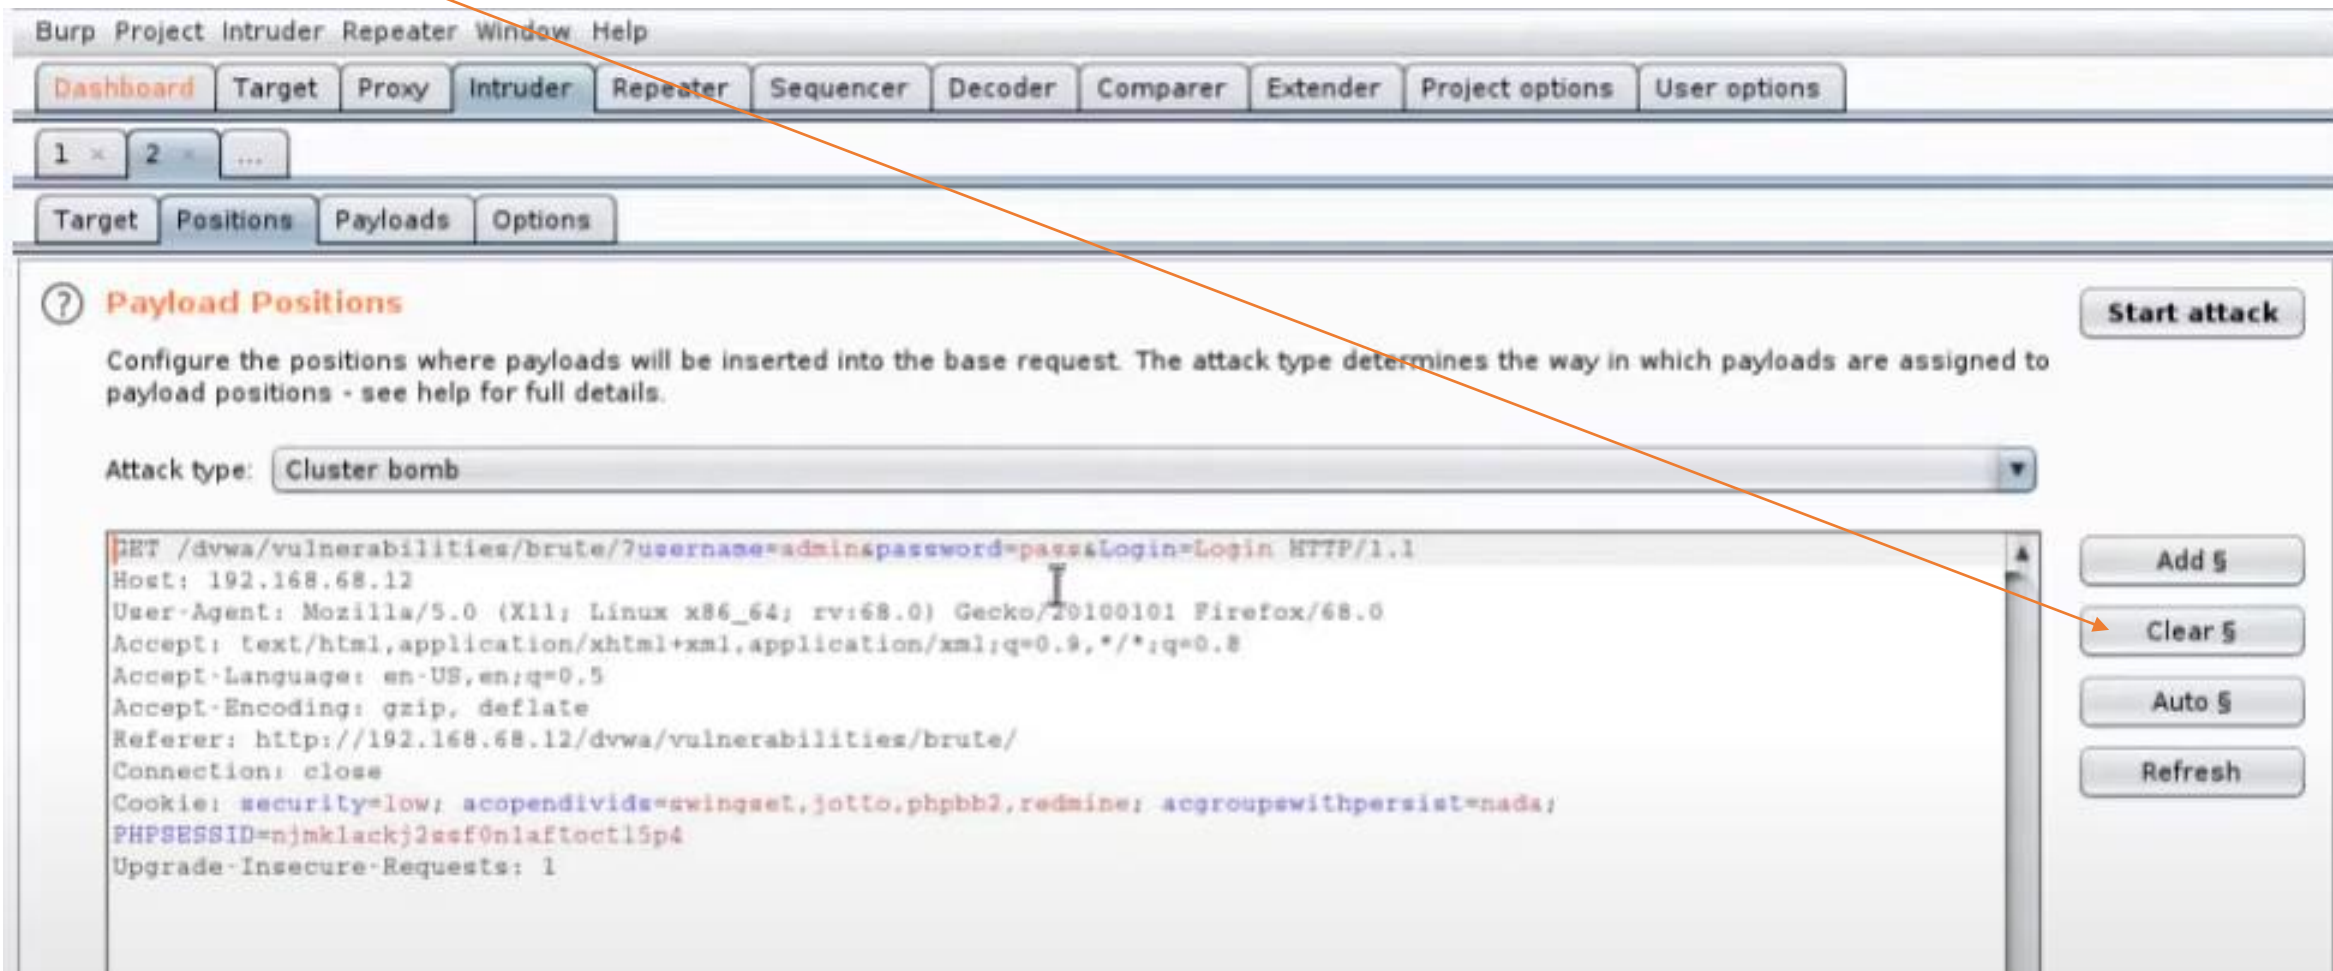 Burp Project Intruder Repeater Window Help
Dashboard Target Proxy Intruder Repeater Sequencer Decoder Comparer Extender Project options User options
1 × 2 × ...
Target Positions Payloads Options
? Payload Positions
Start attack
Configure the positions where payloads will be inserted into the base request. The attack type determines the way in which payloads are assigned to
payload positions - see help for full details.
Attack type: Cluster bomb
GET /dvwa/vulnerabilities/brute/?username=admin&password=pass&Login=Login HTTP/1.1
Host: 192.168.68.12
User-Agent: Mozilla/5.0 (X11; Linux x86_64; rv:68.0) Gecko/20100101 Firefox/68.0
Accept: text/html,application/xhtml+xml,application/xml;q=0.9,*/*;q=0.8
Accept-Language: en-US,en;q=0.5
Accept-Encoding: gzip, deflate
Referer: http://192.168.68.12/dvwa/vulnerabilities/brute/
Connection: close
Cookie: security=low; acopendivids=swingset,jotto,phpbb2,redmine; acgroupswithpersist=nada;
PHPSESSID=njmklackj2ssf0nlaftoctl5p4
Upgrade-Insecure-Requests: 1
Add §
Clear §
Auto §
Refresh